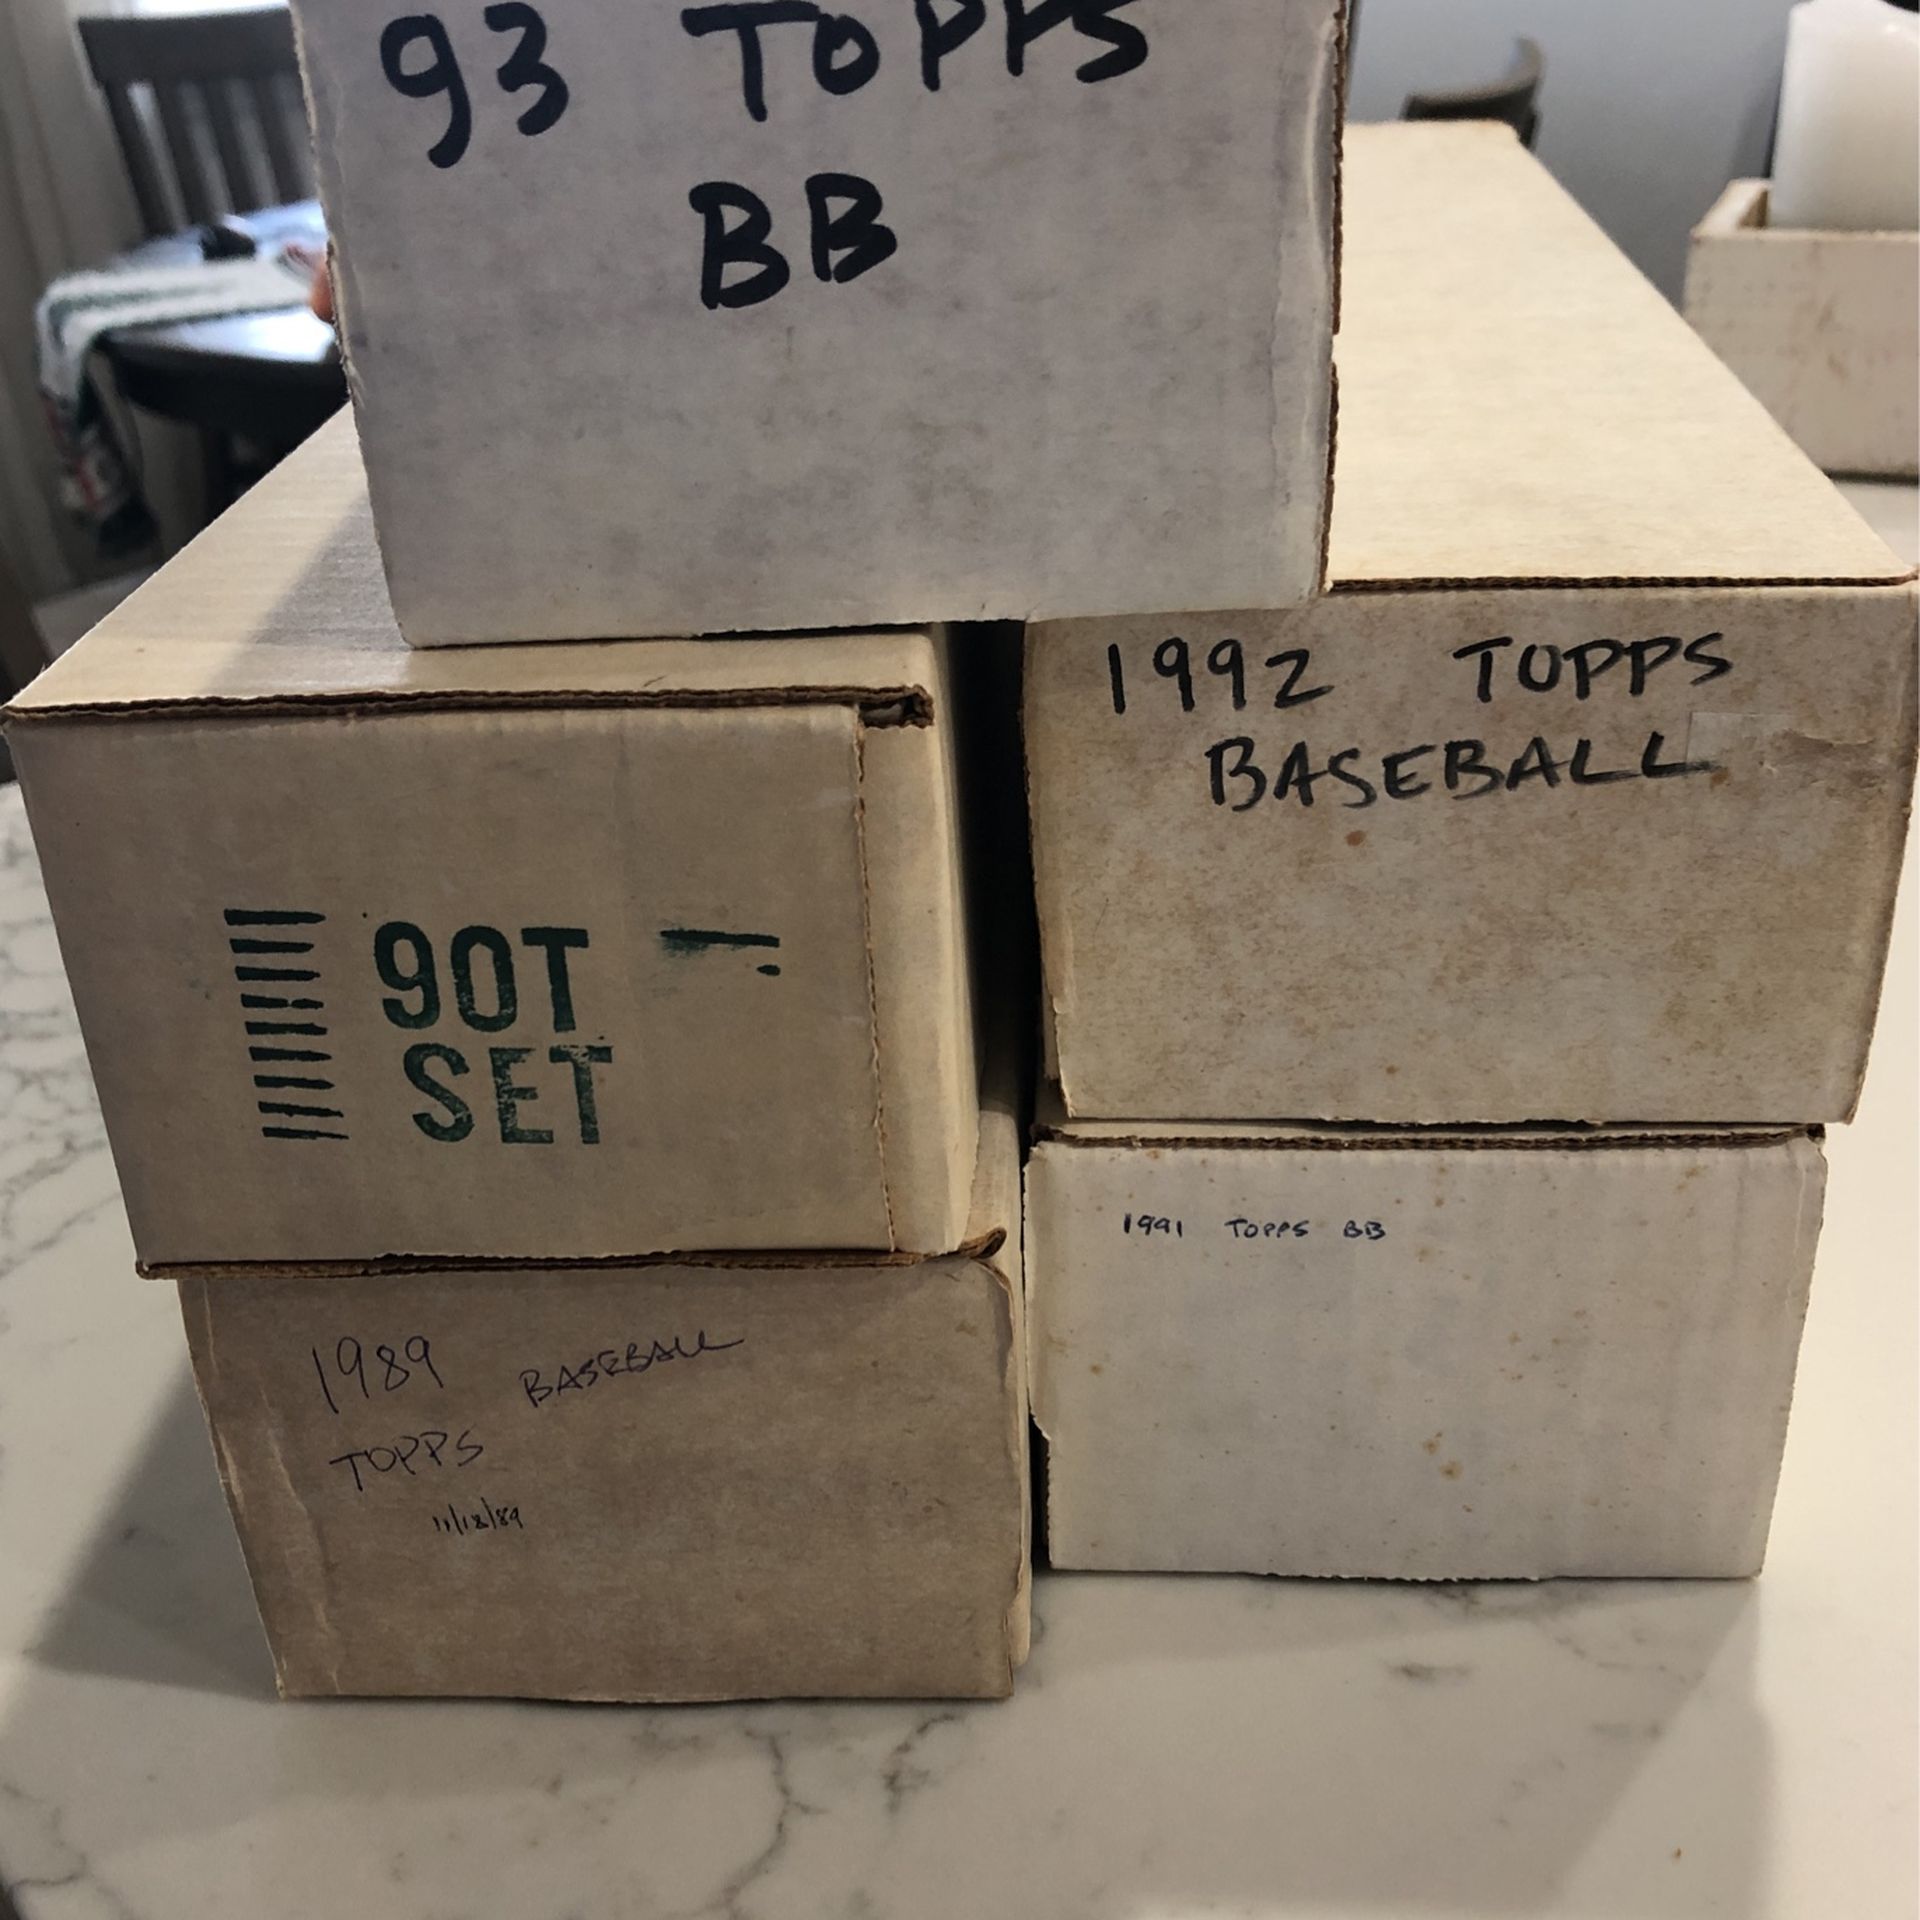 93 TOPPS
BB
1992 TOPPS
BASEBALL
90T
SET
1991 TOPPS BB
1989 BASEBALL
TOPPS
11/18/89